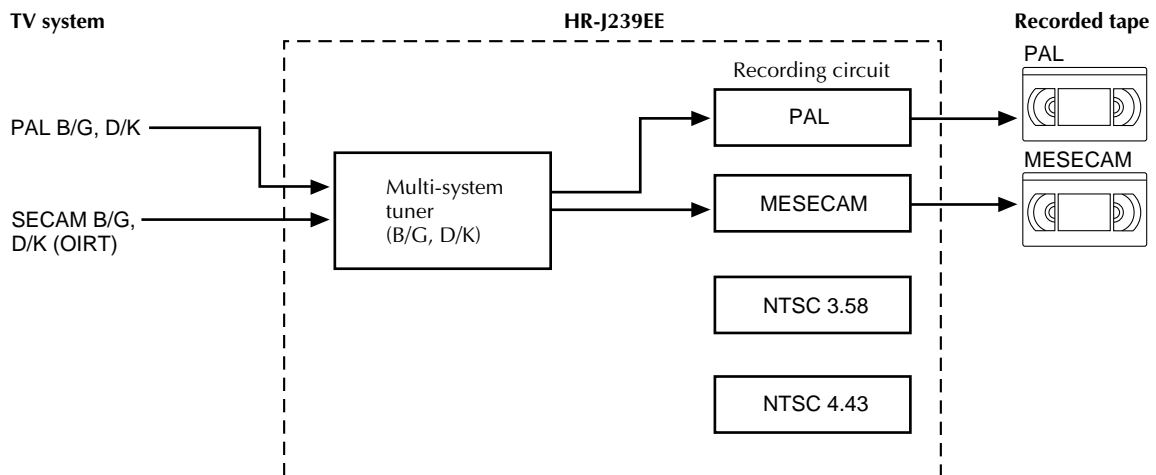 TV system
HR-J239EE
Recorded tape
PAL
Recording circuit
PAL B/G, D/K
PAL
Multi-system
tuner
(B/G, D/K)
MESECAM
MESECAM
SECAM B/G,
D/K (OIRT)
NTSC 3.58
NTSC 4.43